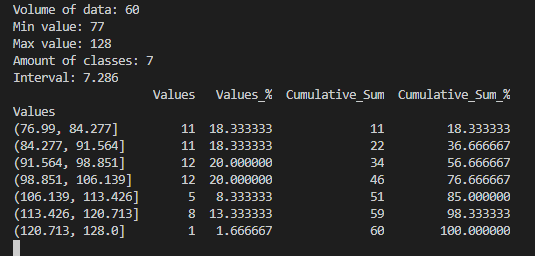 Volume of data: 60
Min value: 77
Max value: 128
Amount of classes: 7
Interval: 7.286
Values Values_% Cumulative_Sum Cumulative_Sum_%
Values
(76.99, 84.277] 11 18.333333 11 18.333333
(84.277, 91.564] 11 18.333333 22 36.666667
(91.564, 98.851] 12 20.000000 34 56.666667
(98.851, 106.139] 12 20.000000 46 76.666667
(106.139, 113.426] 5 8.333333 51 85.000000
(113.426, 120.713] 8 13.333333 59 98.333333
(120.713, 128.0] 1 1.666667 60 100.000000